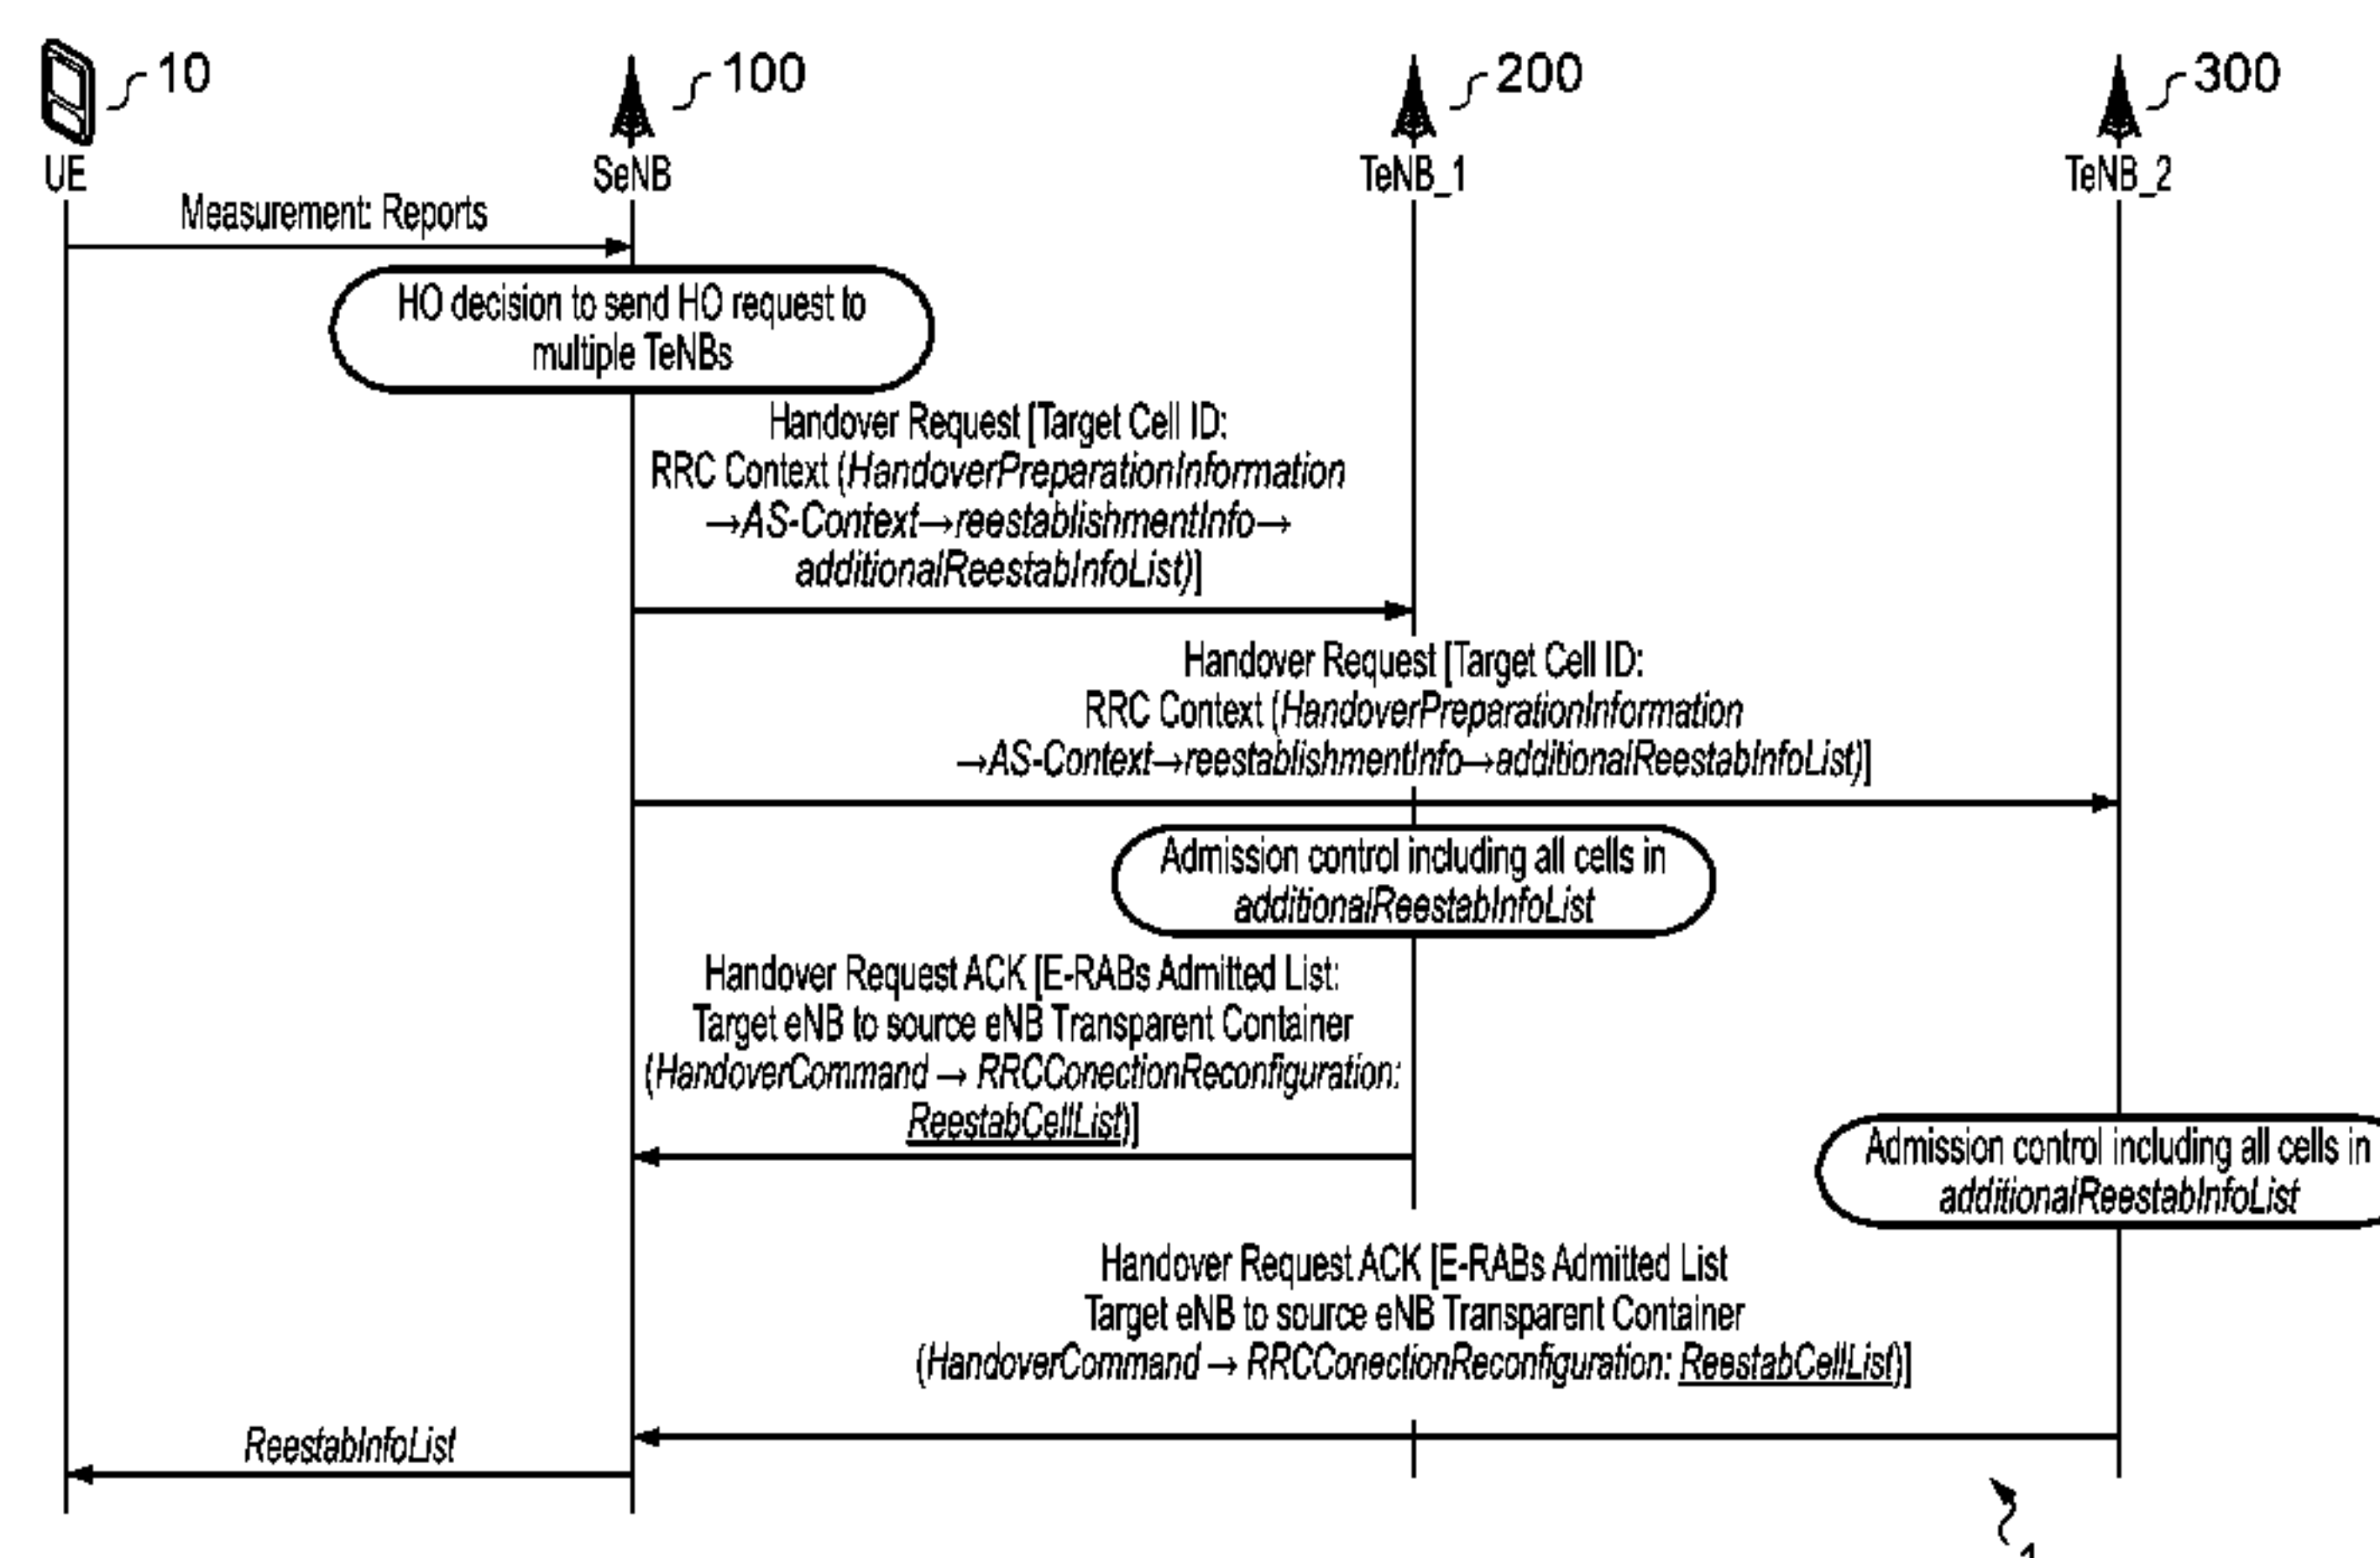 10
100
200
300
UE
SeNB
TeNB_1
TeNB_2
Measurement: Reports
HO decision to send HO request to
multiple TeNBs
Handover Request [Target Cell ID:
RRC Context (HandoverPreparationInformation
→AS-Context→reestablishmentInfo→
additionalReestabInfoList)]
Handover Request [Target Cell ID:
RRC Context (HandoverPreparationInformation
→AS-Context→reestablishmentInfo→additionalReestabInfoList)]
Admission control including all cells in
additionalReestabInfoList
Handover Request ACK [E-RABs Admitted List:
Target eNB to source eNB Transparent Container
(HandoverCommand → RRCConectionReconfiguration:
ReestabCellList)]
Admission control including all cells in
additionalReestabInfoList
Handover Request ACK [E-RABs Admitted List
Target eNB to source eNB Transparent Container
(HandoverCommand → RRCConectionReconfiguration: ReestabCellList)]
ReestabInfoList